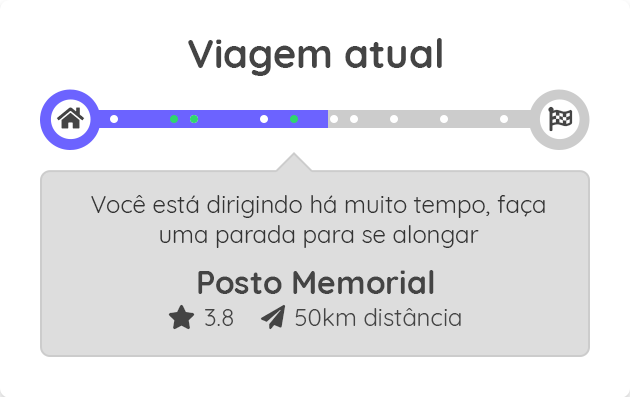 Viagem atual
Você está dirigindo há muito tempo, faça
uma parada para se alongar
Posto Memorial
3.8 50km distância